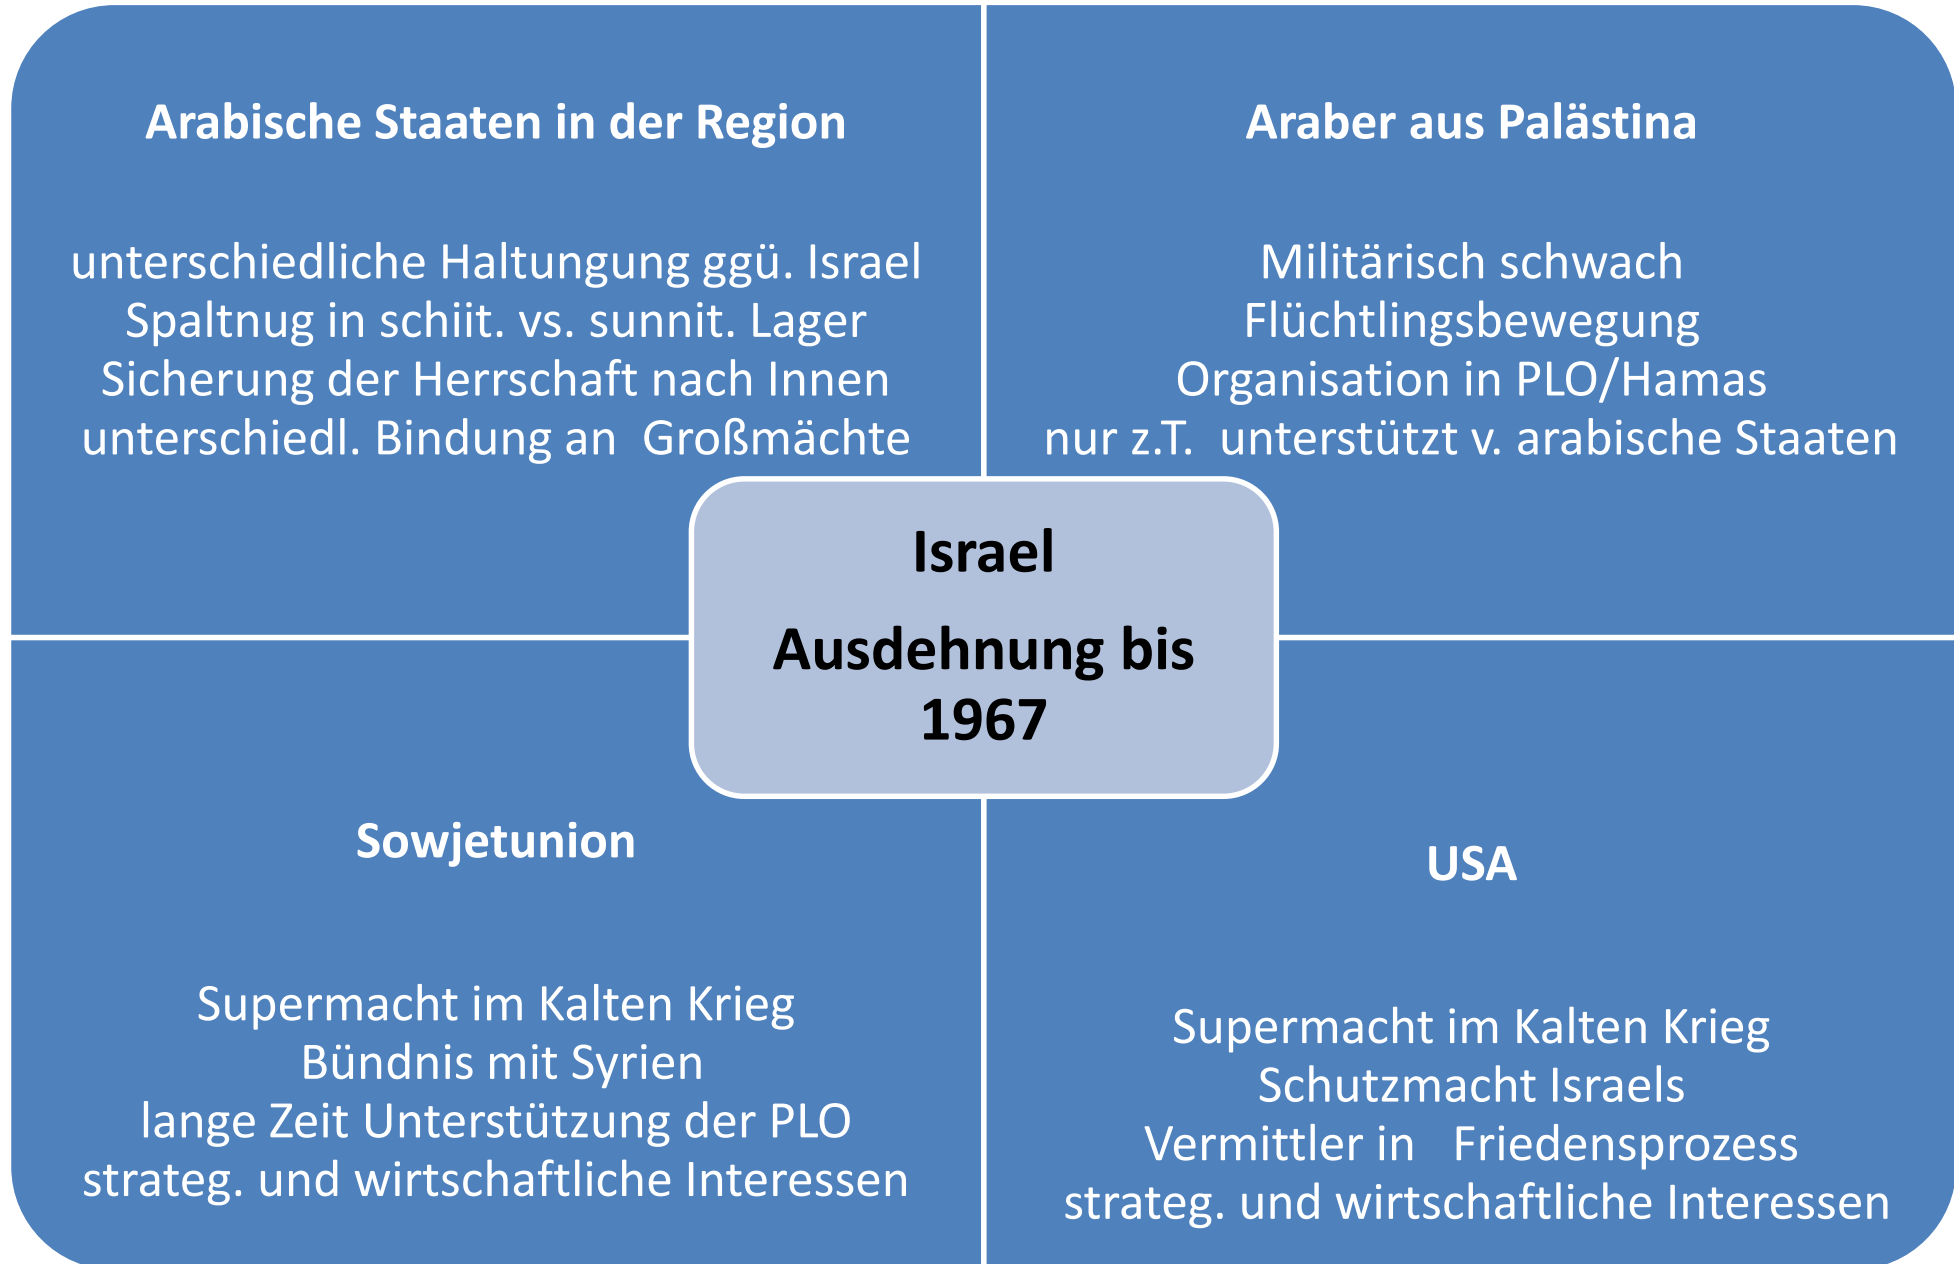 Arabische Staaten in der Region
unterschiedliche Haltungung ggü. Israel
Spaltnug in schiit. vs. sunnit. Lager
Sicherung der Herrschaft nach Innen
unterschiedl. Bindung an  Großmächte
Araber aus Palästina
Militärisch schwach
Flüchtlingsbewegung
Organisation in PLO/Hamas
nur z.T.  unterstützt v. arabische Staaten
Israel
Ausdehnung bis
1967
Sowjetunion
Supermacht im Kalten Krieg
Bündnis mit Syrien
lange Zeit Unterstützung der PLO
strateg. und wirtschaftliche Interessen
USA
Supermacht im Kalten Krieg
Schutzmacht Israels
Vermittler in   Friedensprozess
strateg. und wirtschaftliche Interessen